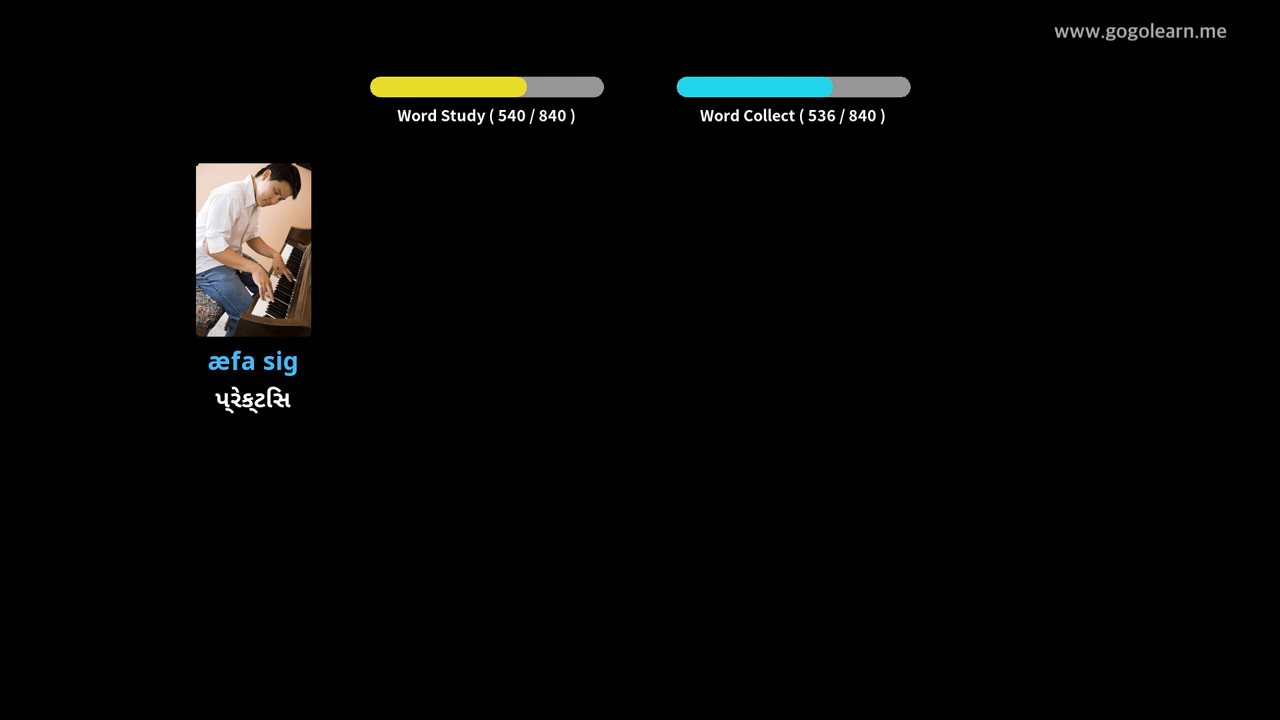 www.gogolearn.me
Word Study ( 540 / 840 )
Word Collect ( 536 / 840 )
æfa sig
પ્રેક્ટસિ